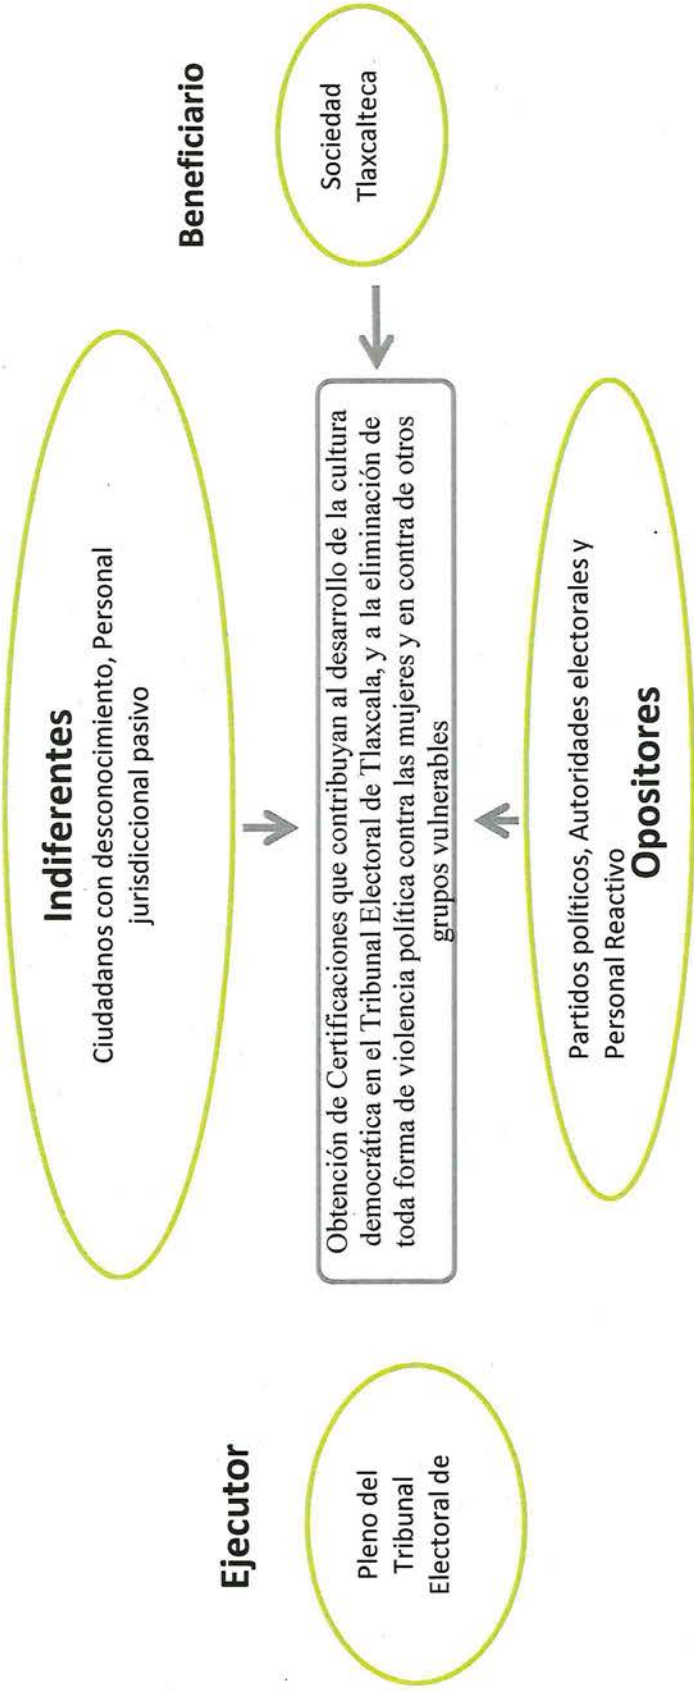 Indiferentes
Ciudadanos con desconocimiento, Personal
jurisdiccional pasivo
Ejecutor
Pleno del
Tribunal
Electoral de
Obtención de Certificaciones que contribuyan al desarrollo de la cultura
democrática en el Tribunal Electoral de Tlaxcala, y a la eliminación de
toda forma de violencia política contra las mujeres y en contra de otros
grupos vulnerables
Beneficiario
Sociedad
Tlaxcalteca
Partidos políticos, Autoridades electorales y
Personal Reactivo
Opositores